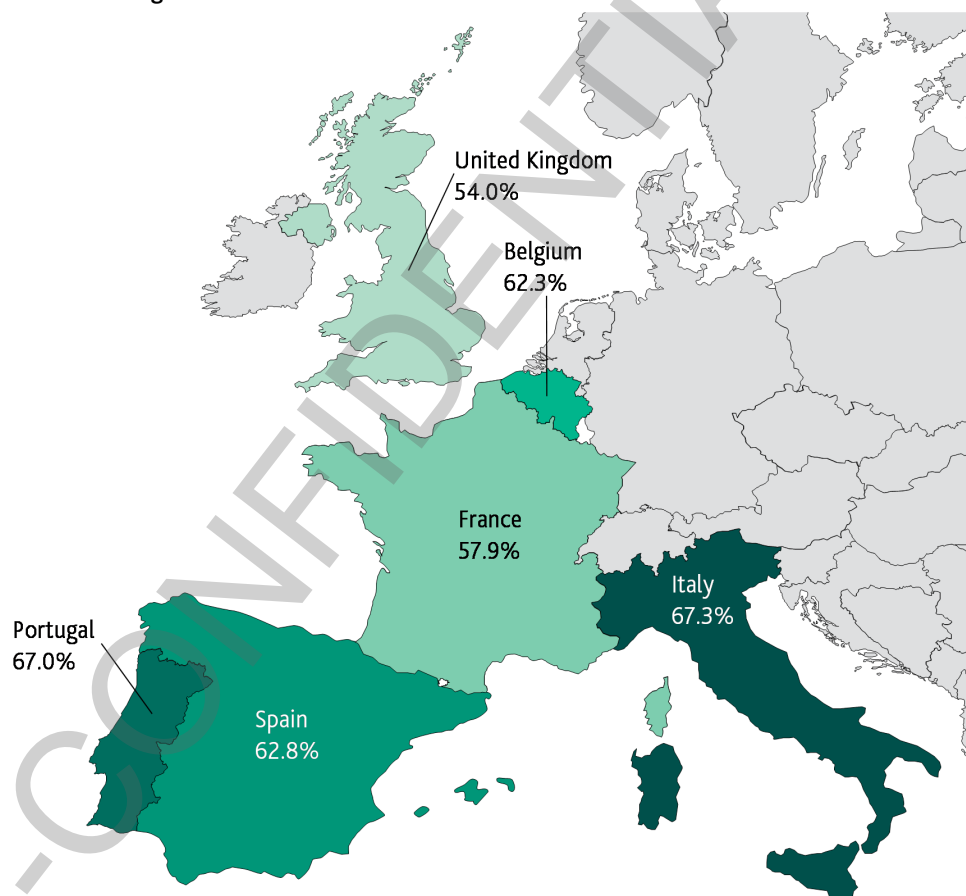 United Kingdom
54.0%
Belgium
62.3%
France
57.9%
Italy
67.3%
Portugal
67.0%
Spain
62.8%
-CONFIDENTIA